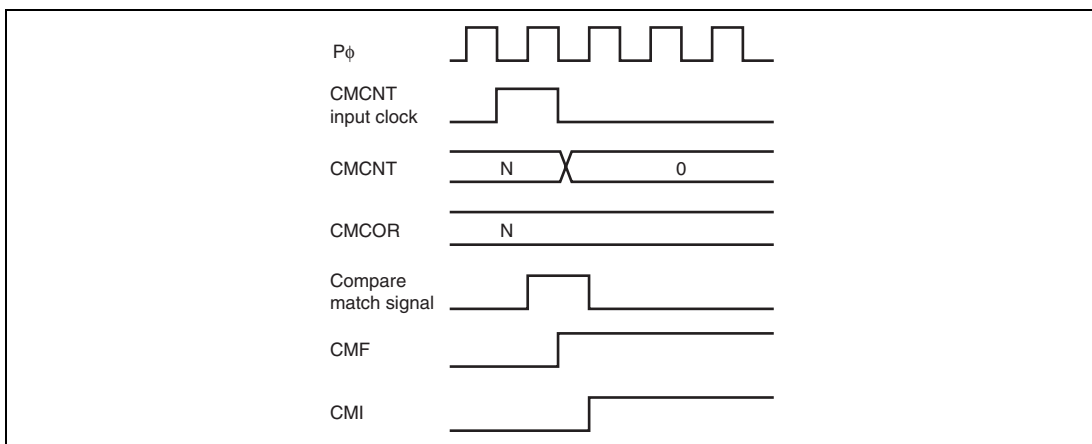 Pϕ
CMCNT
input clock
CMCNT
N
0
CMCOR
N
Compare
match signal
CMF
CMI